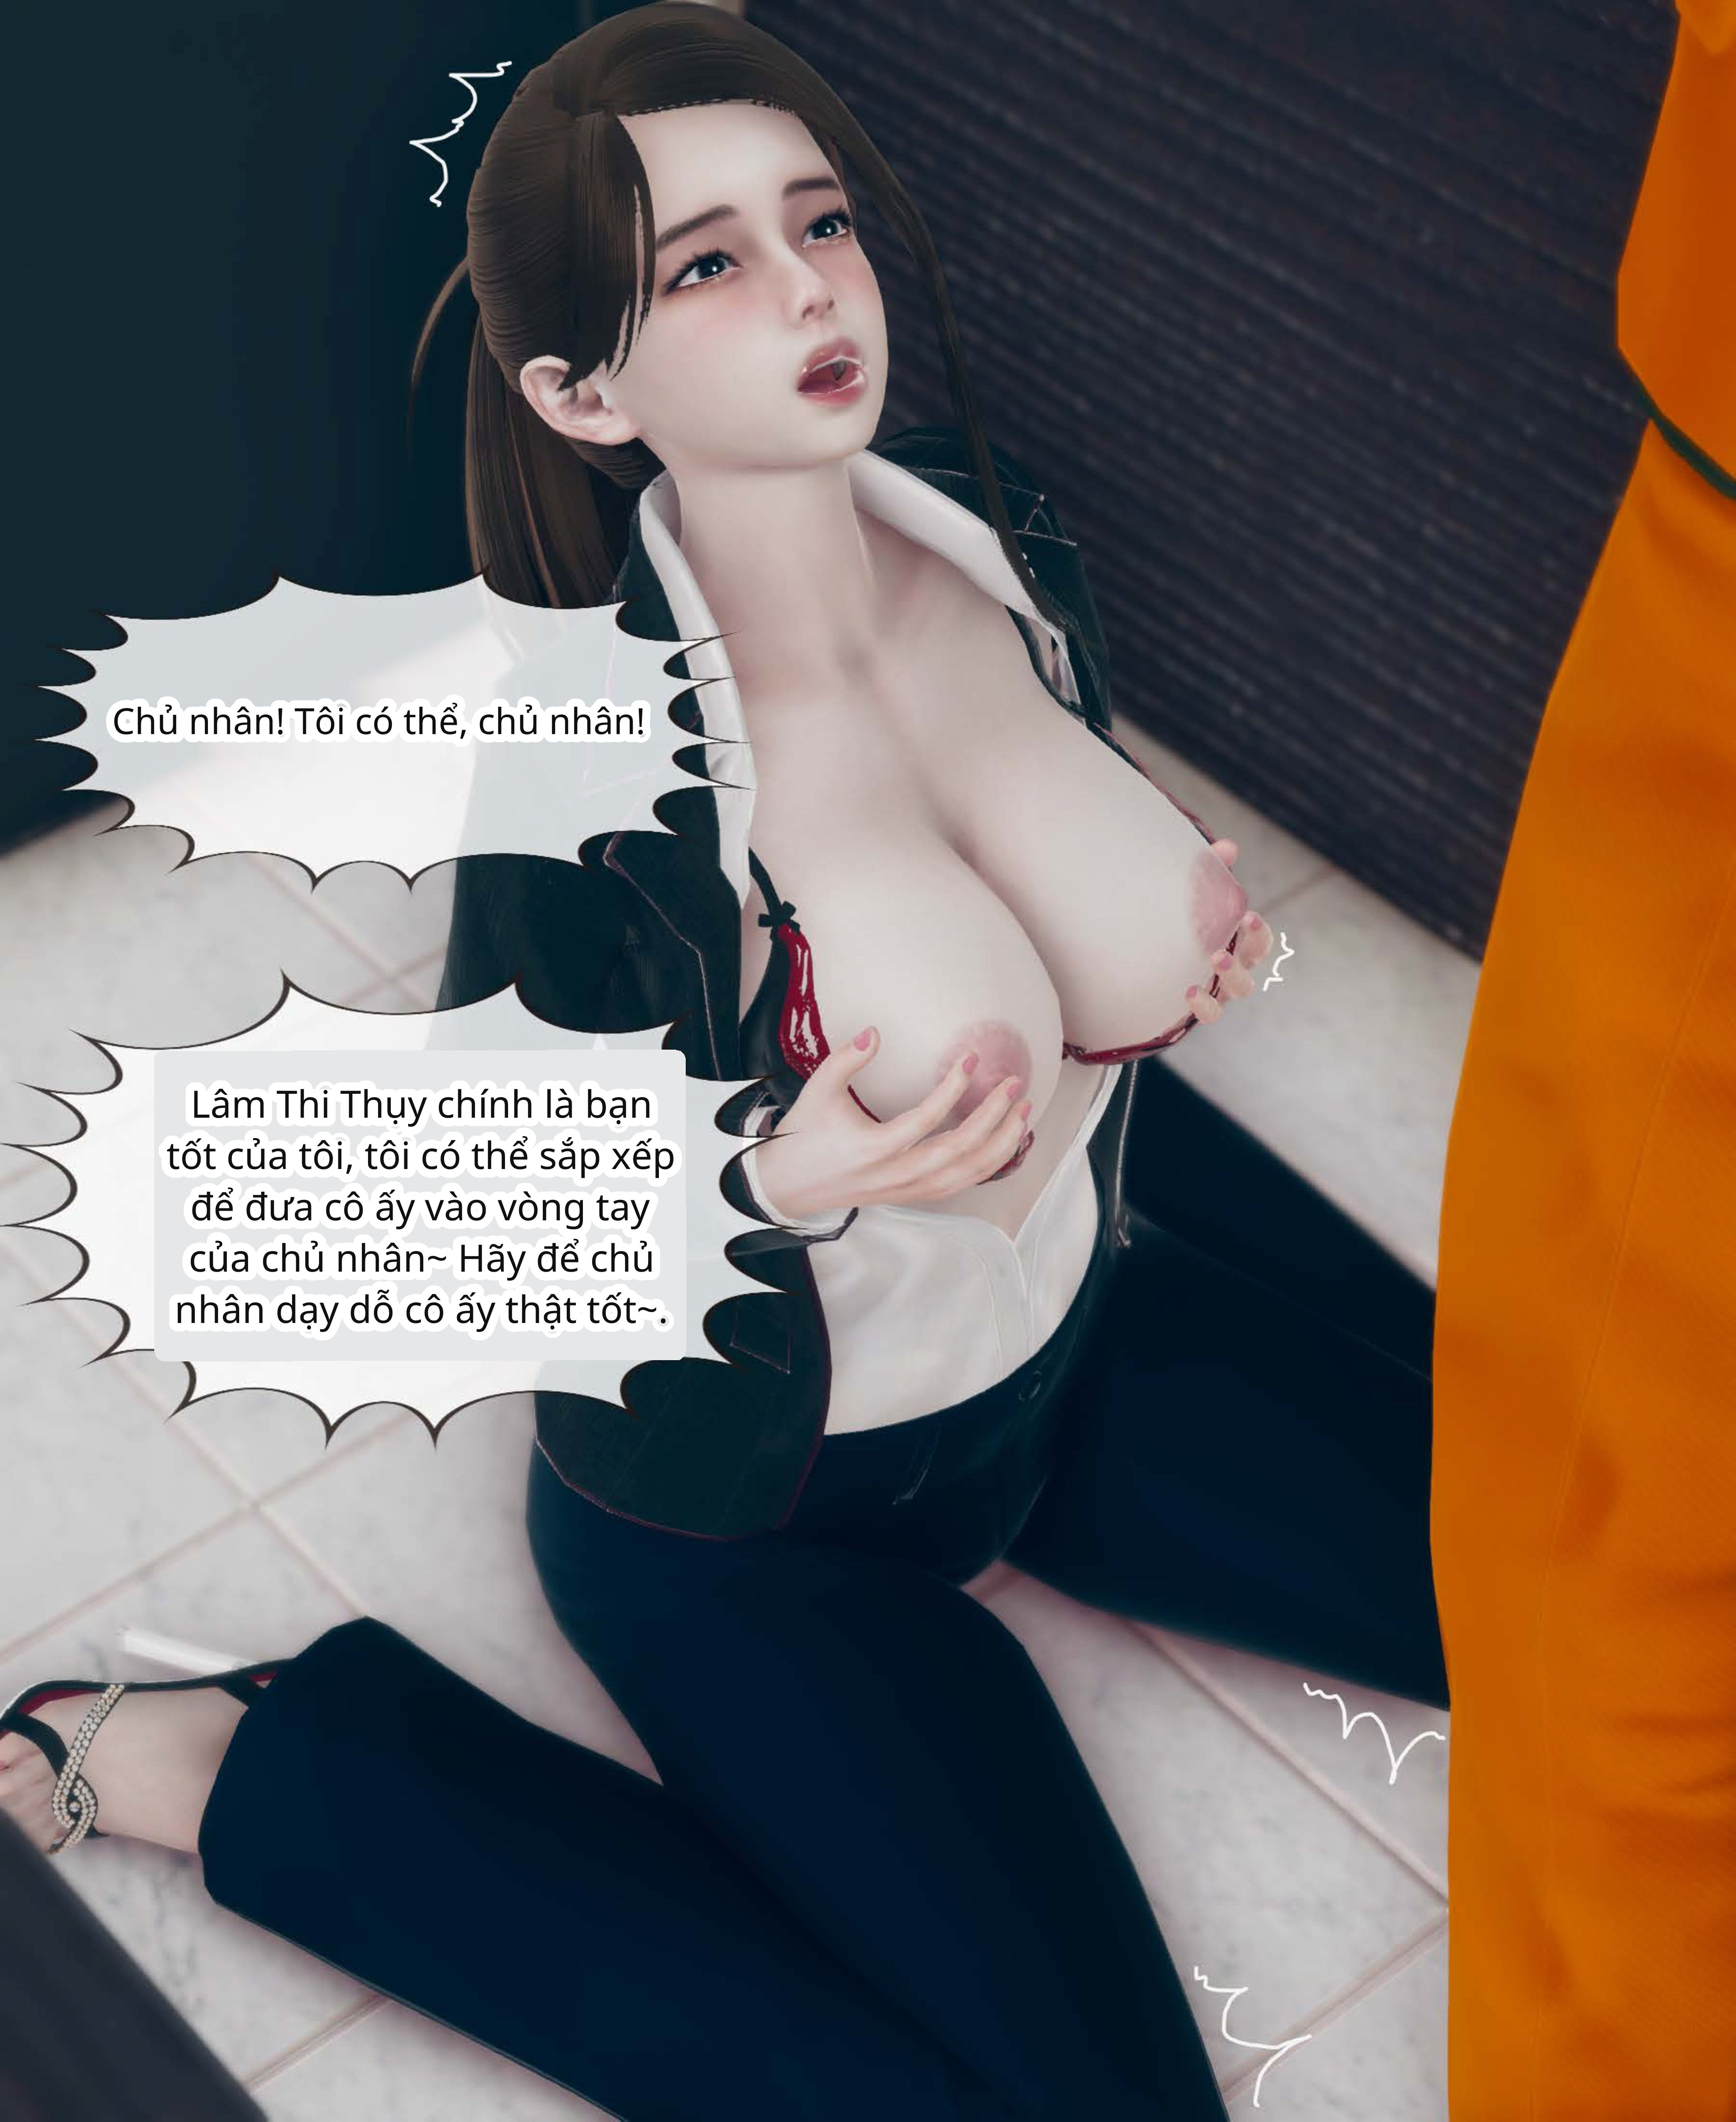 Chủ nhân! Tôi có thể, chủ nhân!
Lâm Thi Thụy chính là bạn
tốt của tôi, tôi có thể sắp xếp
để đưa cô ấy vào vòng tay
của chủ nhân~ Hãy để chủ
nhân dạy dỗ cô ấy thật tốt~.